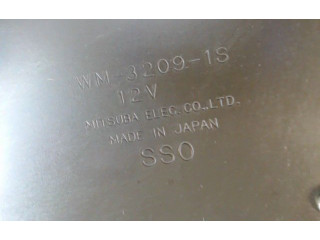 WM-3209-1S
12V
MITSUBA ELEC.CO.,LTD.
MADE IN JAPAN
SSO